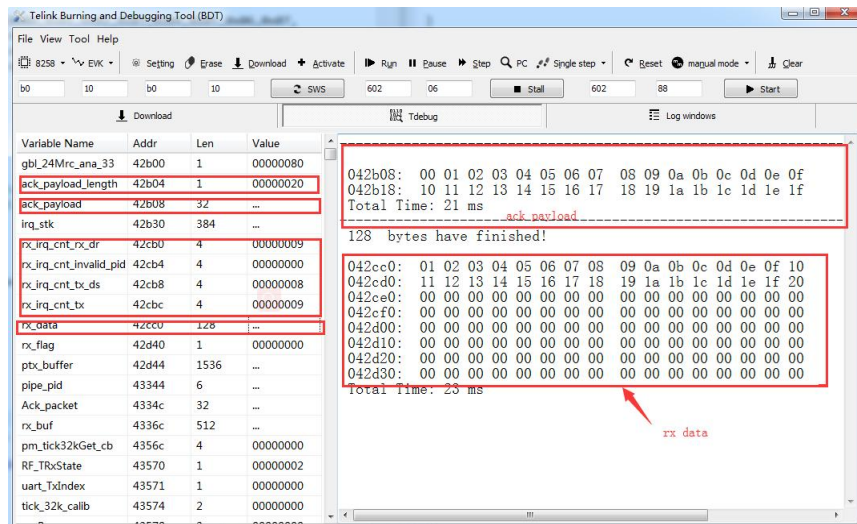 Telink Burning and Debugging Tool (BDT)
File View Tool Help
8258 EVK Setting Erase Download Activate Run Pause Step PC Single step Reset manual mode Clear
b0 10 b0 10 SWS 602 06 Stall 602 88 Start
Download Tdebug Log windows
Variable Name Addr Len Value
gbl_24Mrc_ana_33 42b00 1 00000080
ack_payload_length 42b04 1 00000020
ack_payload 42b08 32 ...
irq_stk 42b30 384
rx_irq_cnt_rx_dr 42cb0 4 00000009
rx_irq_cnt_invalid_pid 42cb4 4 00000000
rx_irq_cnt_tx_ds 42cb8 4 00000008
rx_irq_cnt_tx 42cbc 4 00000009
rx_data 42cc0 128 ...
rx_flag 42d40 1 00000000
ptx_buffer 42d44 1536 ...
pipe_pid 43344 6 ...
Ack_packet 4334c 32 ...
rx_buf 4336c 512 ...
pm_tick32kGet_cb 4356c 4 00000000
RF_TRxState 43570 1 00000002
uart_TxIndex 43571 1 00000000
tick_32k_calib 43574 2 00000000
042b08: 00 01 02 03 04 05 06 07 08 09 0a 0b 0c 0d 0e 0f
042b18: 10 11 12 13 14 15 16 17 18 19 1a 1b 1c 1d 1e 1f
Total Time: 21 ms
ack payload
128 bytes have finished!
042cc0: 01 02 03 04 05 06 07 08 09 0a 0b 0c 0d 0e 0f 10
042cd0: 11 12 13 14 15 16 17 18 19 1a 1b 1c 1d 1e 1f 20
042ce0: 00 00 00 00 00 00 00 00 00 00 00 00 00 00 00 00
042cf0: 00 00 00 00 00 00 00 00 00 00 00 00 00 00 00 00
042d00: 00 00 00 00 00 00 00 00 00 00 00 00 00 00 00 00
042d10: 00 00 00 00 00 00 00 00 00 00 00 00 00 00 00 00
042d20: 00 00 00 00 00 00 00 00 00 00 00 00 00 00 00 00
042d30: 00 00 00 00 00 00 00 00 00 00 00 00 00 00 00 00
Total Time: 23 ms
rx data